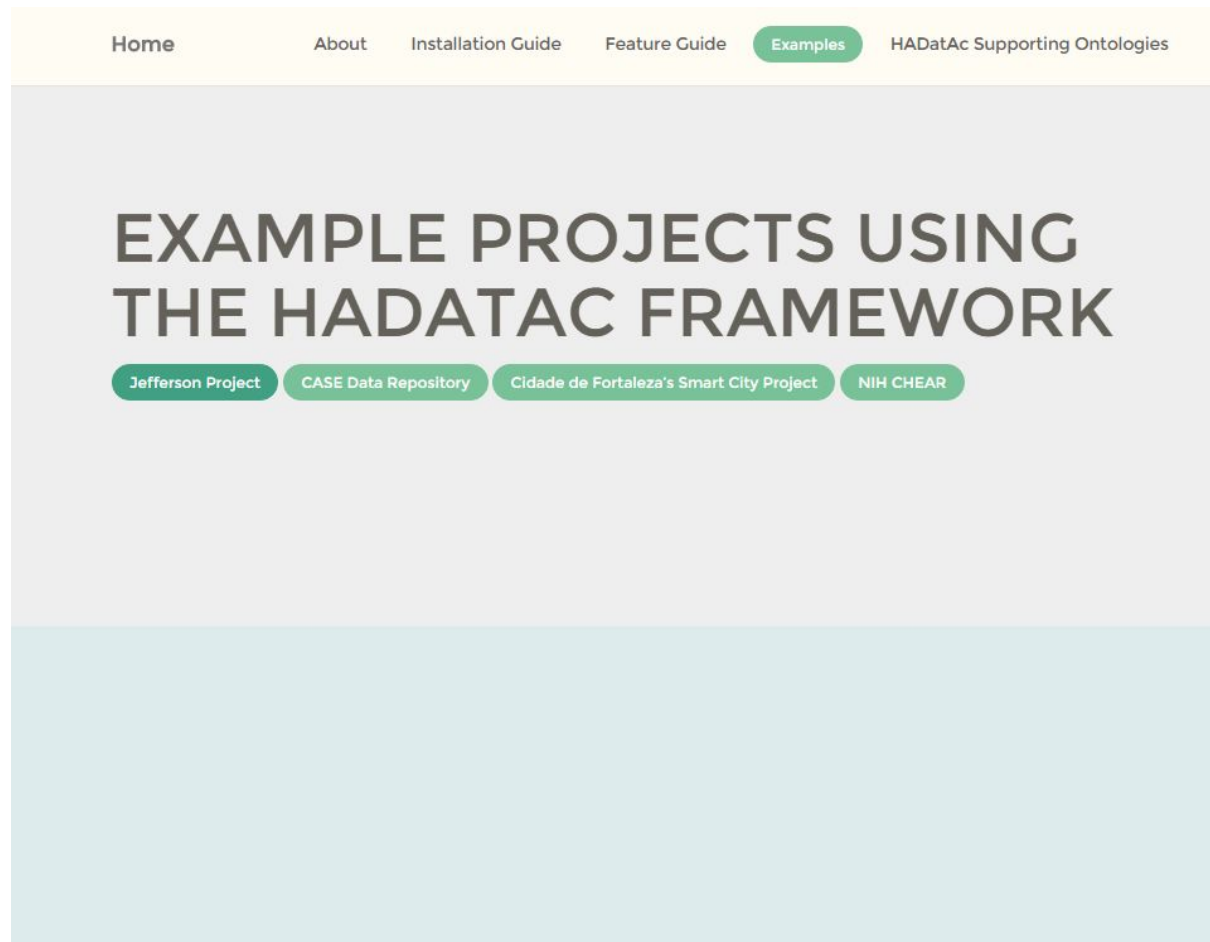 Home About Installation Guide Feature Guide Examples HADatAc Supporting Ontologies
EXAMPLE PROJECTS USING
THE HADATAC FRAMEWORK
Jefferson Project CASE Data Repository Cidade de Fortaleza's Smart City Project NIH CHEAR